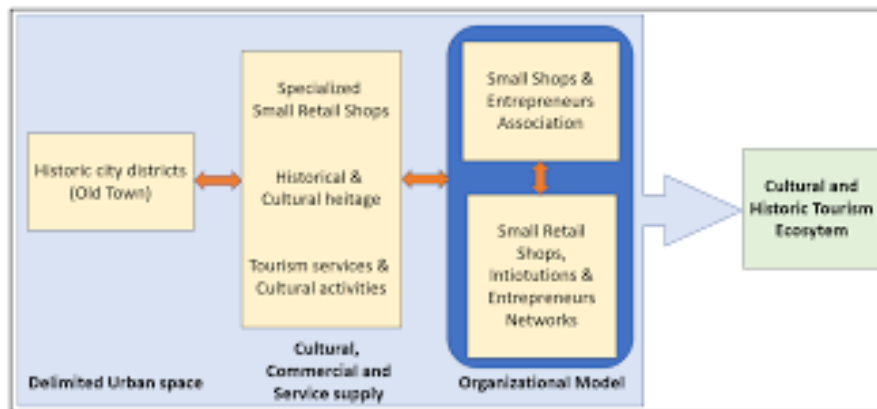 Historic city districts
(Old Town)
Delimited Urban space
Specialized
Small Retail Shops
Historical &
Cultural heitage
Tourism services &
Cultural activities
Cultural,
Commercial and
Service supply
Small Shops &
Entrepreneurs
Association
Small Retail
Shops,
Intiotutions &
Entrepreneurs
Networks
Organizational Model
Cultural and
Historic Tourism
Ecosytem